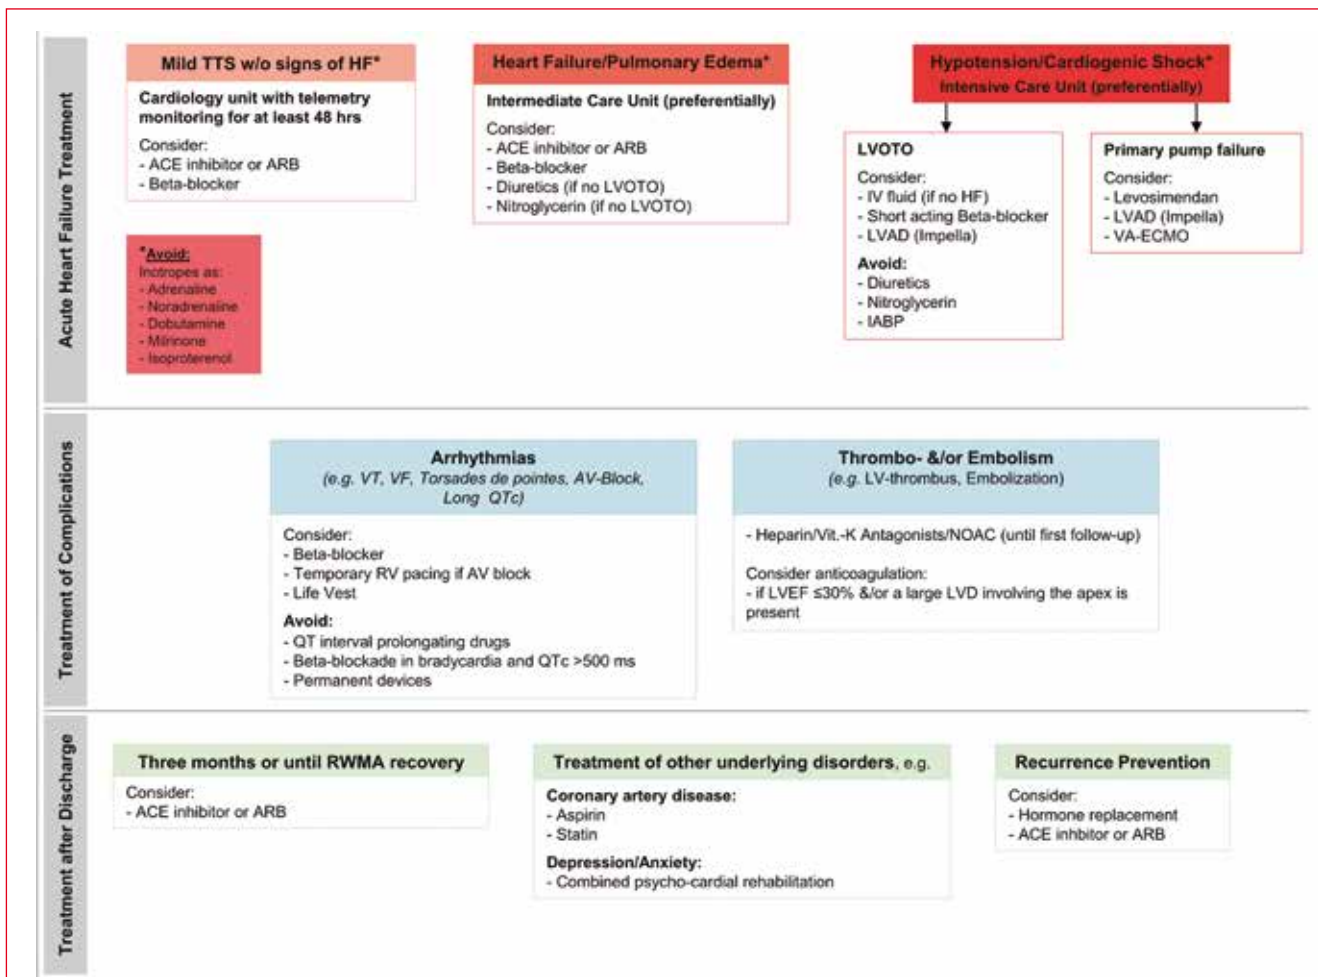 Acute Heart Failure Treatment
Mild TTS w/o signs of HF*
Cardiology unit with telemetry
monitoring for at least 48 hrs
Consider:
- ACE inhibitor or ARB
- Beta-blocker
*Avoid:
Inotropes as:
- Adrenaline
- Noradrenaline
- Dobutamine
- Milrinone
- Isoproterenol
Heart Failure/Pulmonary Edema*
Intermediate Care Unit (preferentially)
Consider:
- ACE inhibitor or ARB
- Beta-blocker
- Diuretics (if no LVOTO)
- Nitroglycerin (if no LVOTO)
Hypotension/Cardiogenic Shock*
Intensive Care Unit (preferentially)
LVOTO
Consider:
- IV fluid (if no HF)
- Short acting Beta-blocker
- LVAD (Impella)
Avoid:
- Diuretics
- Nitroglycerin
- IABP
Primary pump failure
Consider:
- Levosimendan
- LVAD (Impella)
- VA-ECMO
Treatment of Complications
Arrhythmias
(e.g. VT, VF, Torsades de pointes, AV-Block,
Long QTc)
Consider:
- Beta-blocker
- Temporary RV pacing if AV block
- Life Vest
Avoid:
- QT interval prolongating drugs
- Beta-blockade in bradycardia and QTc >500 ms
- Permanent devices
Thrombo- &/or Embolism
(e.g. LV-thrombus, Embolization)
- Heparin/Vit.-K Antagonists/NOAC (until first follow-up)
Consider anticoagulation:
- if LVEF ≤30% &/or a large LVD involving the apex is
present
Treatment after Discharge
Three months or until RWMA recovery
Consider:
- ACE inhibitor or ARB
Treatment of other underlying disorders, e.g.
Coronary artery disease:
- Aspirin
- Statin
Depression/Anxiety:
- Combined psycho-cardial rehabilitation
Recurrence Prevention
Consider:
- Hormone replacement
- ACE inhbitor or ARB